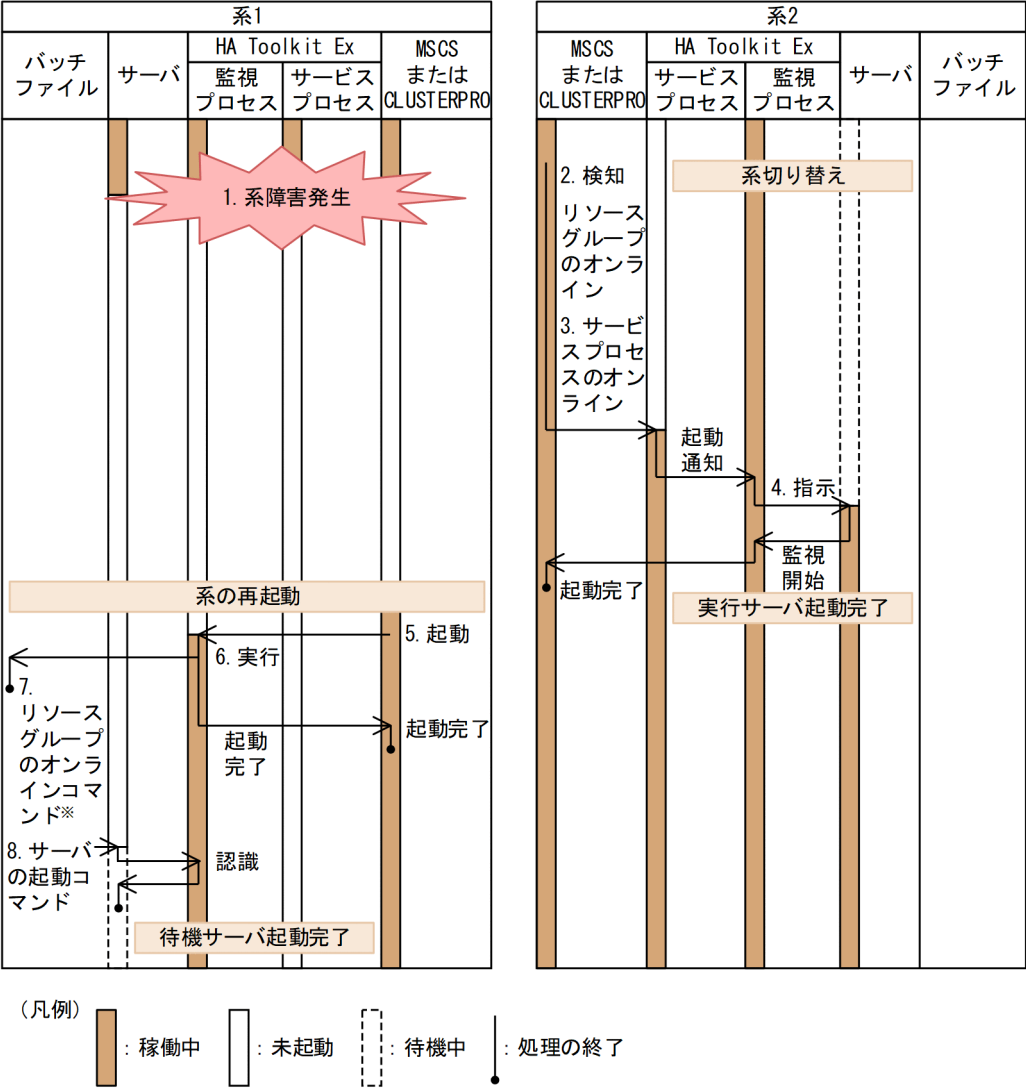 系1
バッチ
ファイル
サーバ
HA Toolkit Ex
監視
プロセス
サービス
プロセス
MSCS
または
CLUSTERPRO
系2
MSCS
または
CLUSTERPRO
HA Toolkit Ex
サービス
プロセス
監視
プロセス
サーバ
バッチ
ファイル
1. 系障害発生
2. 検知
リソース
グループ
のオンラ
イン
系切り替え
3. サービ
スプロセ
スのオン
ライン
起動
通知
4. 指示
監視
開始
起動完了
実行サーバ起動完了
系の再起動
5. 起動
6. 実行
7.
リソース
グループ
のオンラ
インコマ
ンド※
起動
完了
起動完了
8. サーバ
の起動コ
マンド
認識
待機サーバ起動完了
(凡例)
: 稼働中
: 未起動
: 待機中
: 処理の終了